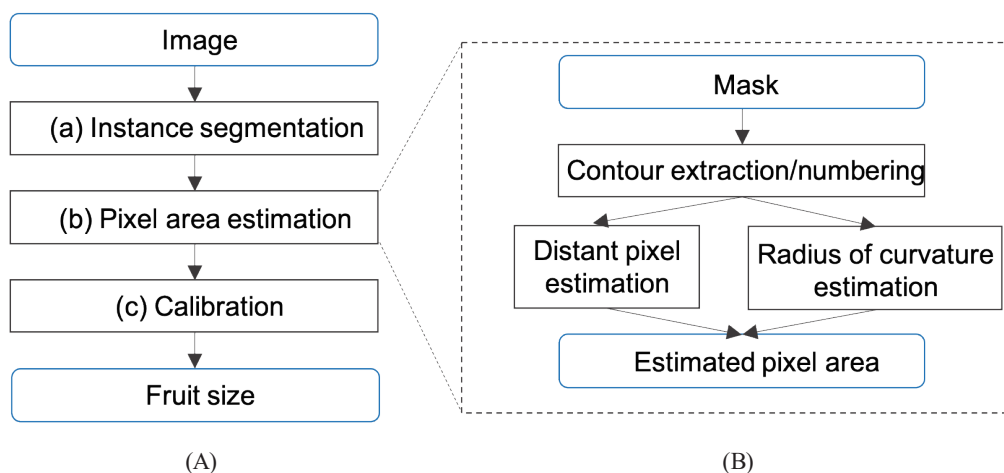 Image
(a) Instance segmentation
(b) Pixel area estimation
(c) Calibration
Fruit size
(A)
Mask
Contour extraction/numbering
Distant pixel
estimation
Radius of curvature
estimation
Estimated pixel area
(B)